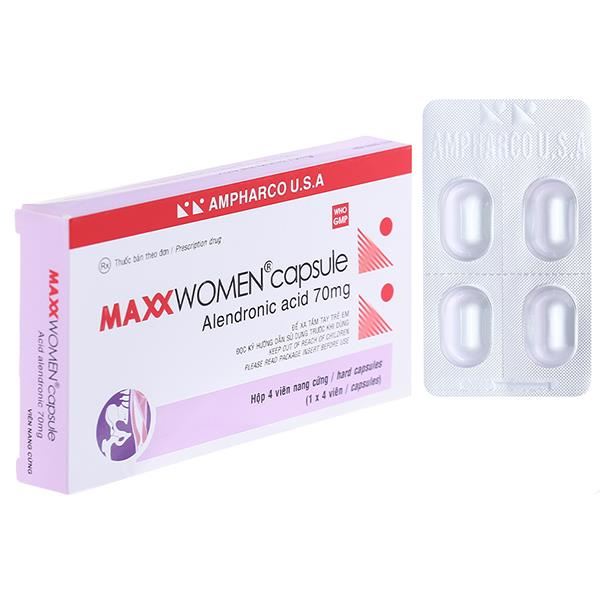 AMPHARCO U.S.A
WHO
GMP
Rx Thuốc bán theo đơn / Prescription drug
MAXXWOMEN® capsule
Alendronic acid 70mg
ĐỂ XA TẦM TAY TRẺ EM
ĐỌC KỸ HƯỚNG DẪN SỬ DỤNG TRƯỚC KHI DÙNG
KEEP OUT OF REACH OF CHILDREN
PLEASE READ PACKAGE INSERT BEFORE USE
Hộp 4 viên nang cứng / hard capsules
(1 x 4 viên / capsules)
MAXXWOMEN® capsule
Acid alendronic 70mg
VIÊN NANG CỨNG
AMPHARCO U.S.A